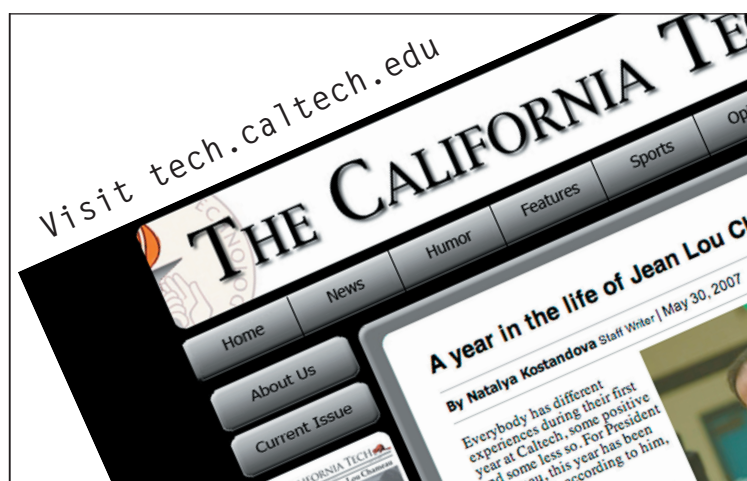 Visit tech.caltech.edu
THE CALIFORNIA TE
Home News Humor Features Sports Op
About Us
Current Issue
A year in the life of Jean Lou C
By Natalya Kostandova Staff Writer | May 30, 2007
Everybody has different
experiences during their first
year at Caltech, some positive
and some less so. For President
u, this year has been
according to him,